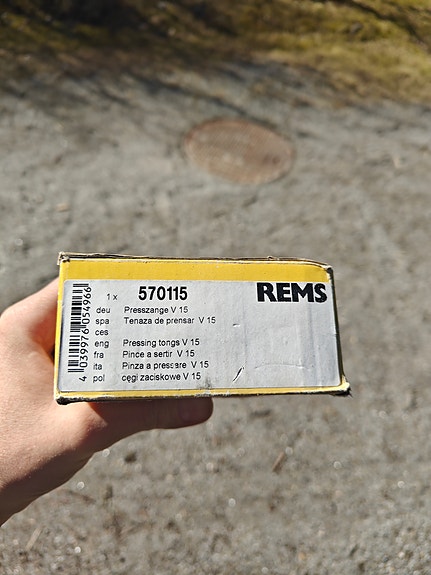 1 x 570115 REMS
deu Presszange V 15
spa Tenaza de prensar V 15
ces
eng Pressing tongs V 15
fra Pince a sertir V 15
ita Pinza a pressare V 15
pol cęgi zaciskowe V 15
4 039976 054966